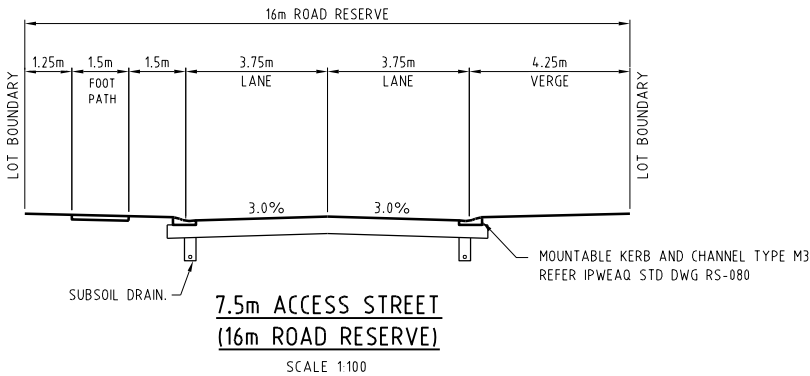 16m ROAD RESERVE
1.25m 1.5m 1.5m 3.75m 3.75m 4.25m
FOOT
PATH
LANE LANE VERGE
LOT BOUNDARY
LOT BOUNDARY
3.0% 3.0%
MOUNTABLE KERB AND CHANNEL TYPE M3
REFER IPWEAQ STD DWG RS-080
SUBSOIL DRAIN.
7.5m ACCESS STREET
(16m ROAD RESERVE)
SCALE 1:100